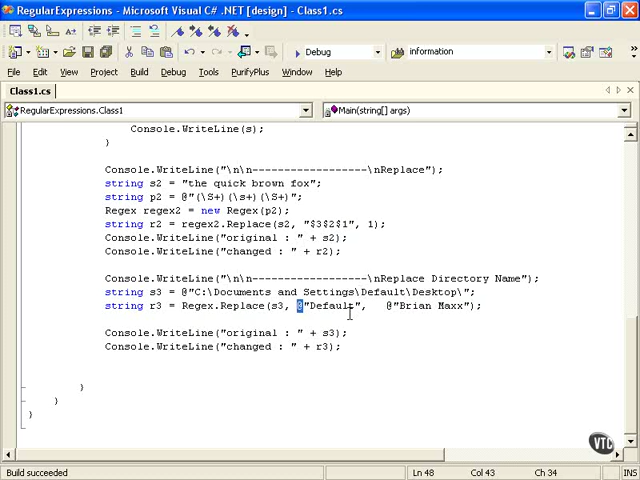 RegularExpressions - Microsoft Visual C# .NET [design] - Class1.cs
Debug
information
File Edit View Project Build Debug Tools PurifyPlus Window Help
Class1.cs
RegularExpressions.Class1
Main(string[] args)
Console.WriteLine(s);
}
Console.WriteLine("\n\n------------------\nReplace");
string s2 = "the quick brown fox";
string p2 = @"(\S+)(\s+)(\S+)";
Regex regex2 = new Regex(p2);
string r2 = regex2.Replace(s2, "$3$2$1", 1);
Console.WriteLine("original : " + s2);
Console.WriteLine("changed : " + r2);
Console.WriteLine("\n\n------------------\nReplace Directory Name");
string s3 = @"C:\Documents and Settings\Default\Desktop\";
string r3 = Regex.Replace(s3, @"Default", @"Brian Maxx");
Console.WriteLine("original : " + s3);
Console.WriteLine("changed : " + r3);
}
}
}
VTC
Build succeeded
Ln 48 Col 43 Ch 34 INS